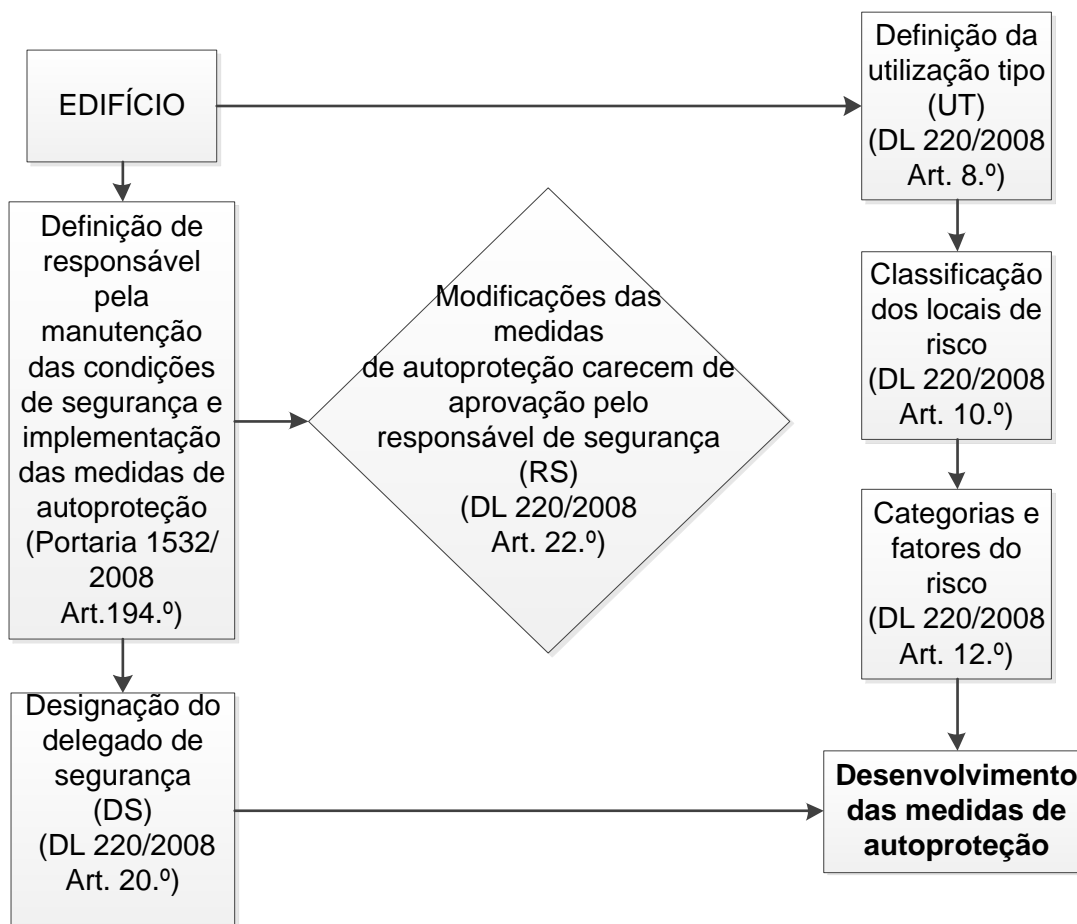 EDIFÍCIO
Definição da
utilização tipo
(UT)
(DL 220/2008
Art. 8.º)
Definição de
responsável
pela
manutenção
das condições
de segurança e
implementação
das medidas de
autoproteção
(Portaria 1532/
2008
Art.194.º)
Modificações das
medidas
de autoproteção carecem de
aprovação pelo
responsável de segurança
(RS)
(DL 220/2008
Art. 22.º)
Classificação
dos locais de
risco
(DL 220/2008
Art. 10.º)
Categorias e
fatores do
risco
(DL 220/2008
Art. 12.º)
Designação do
delegado de
segurança
(DS)
(DL 220/2008
Art. 20.º)
Desenvolvimento
das medidas de
autoproteção